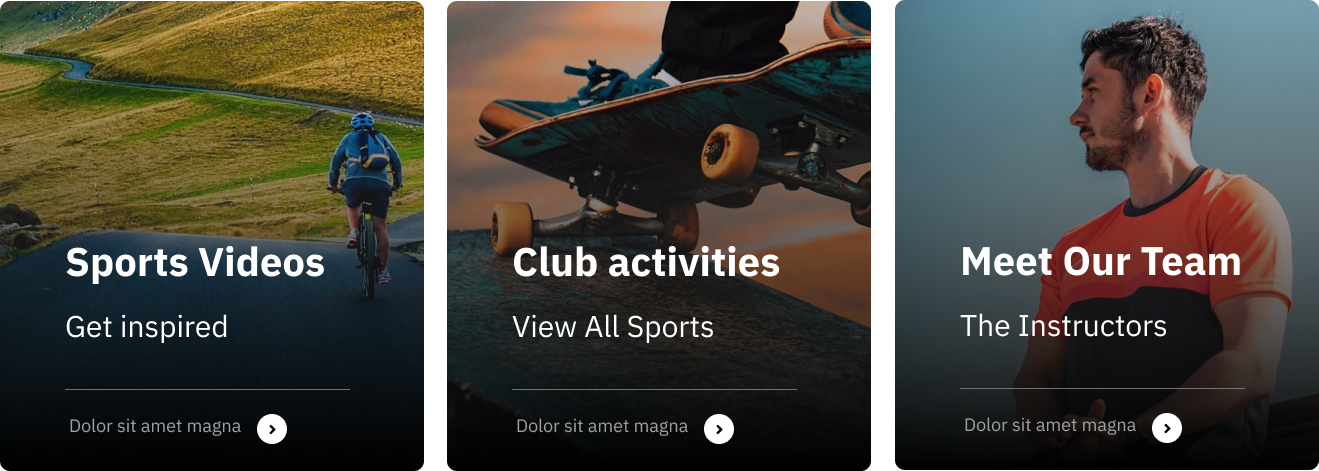 Sports Videos
Get inspired
Dolor sit amet magna
Club activities
View All Sports
Dolor sit amet magna
Meet Our Team
The Instructors
Dolor sit amet magna